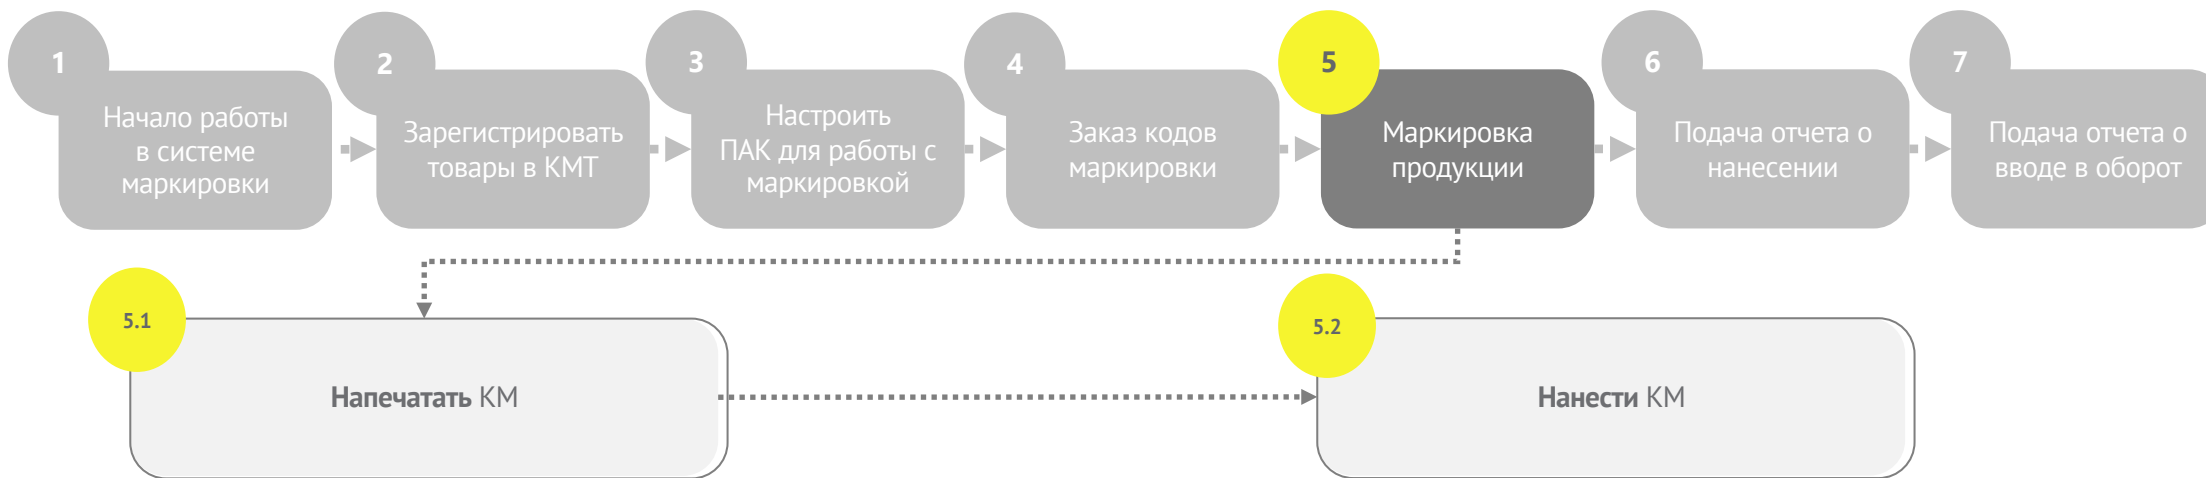 1
Начало работы
в системе
маркировки
2
Зарегистрировать
товары в КМТ
3
Настроить
ПАК для работы с
маркировкой
4
Заказ кодов
маркировки
5
Маркировка
продукции
6
Подача отчета о
нанесении
7
Подача отчета о
вводе в оборот
5.1
Напечатать КМ
5.2
Нанести КМ